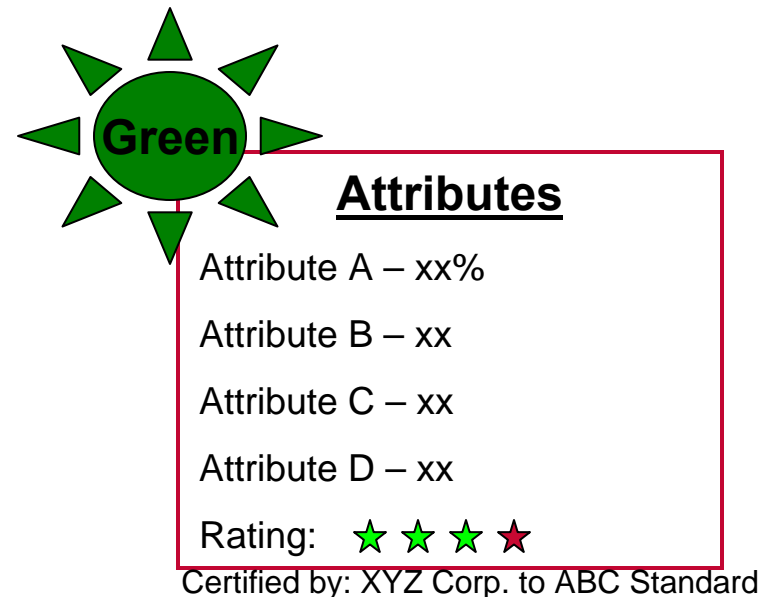 Green
Attributes
Attribute A – xx%
Attribute B – xx
Attribute C – xx
Attribute D – xx
Rating:
Certified by: XYZ Corp. to ABC Standard